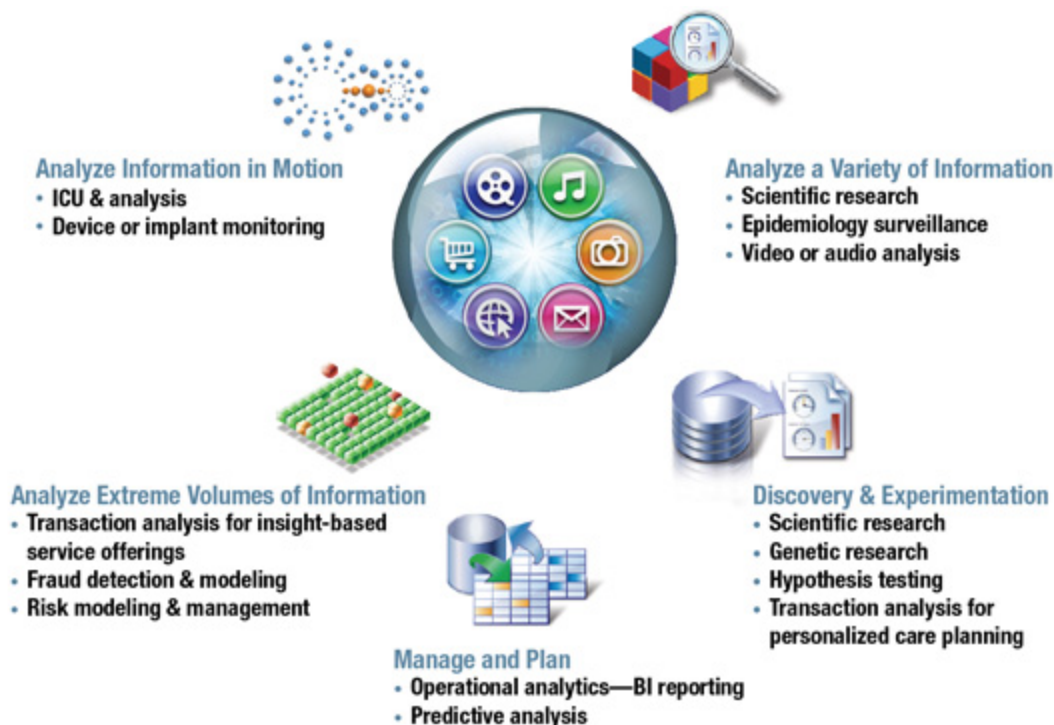 Analyze Information in Motion
• ICU & analysis
• Device or implant monitoring
Analyze a Variety of Information
• Scientific research
• Epidemiology surveillance
• Video or audio analysis
Analyze Extreme Volumes of Information
• Transaction analysis for insight-based
service offerings
• Fraud detection & modeling
• Risk modeling & management
Discovery & Experimentation
• Scientific research
• Genetic research
• Hypothesis testing
• Transaction analysis for
personalized care planning
Manage and Plan
• Operational analytics—BI reporting
• Predictive analysis